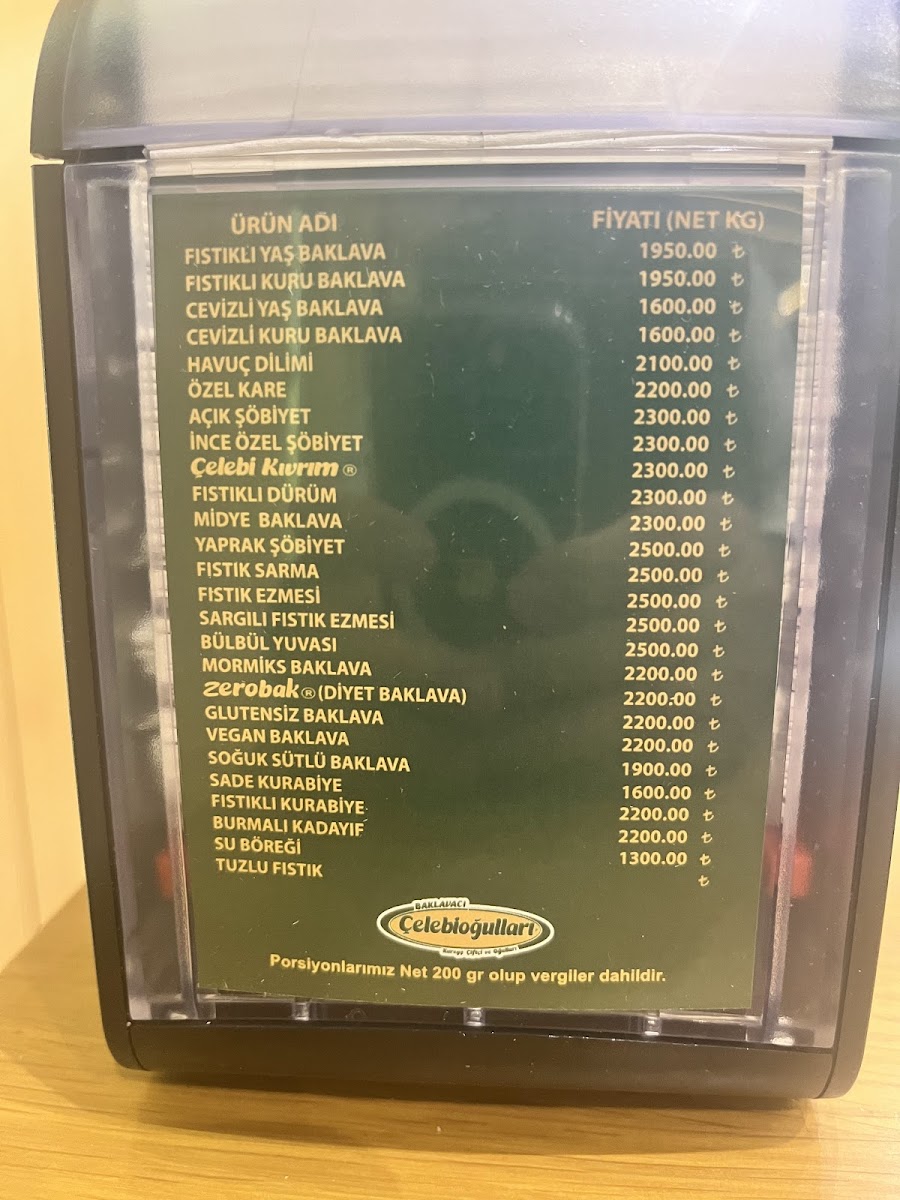 ÜRÜN ADI FİYATI (NET KG)
FISTIKLI YAŞ BAKLAVA 1950.00 ₺
FISTIKLI KURU BAKLAVA 1950.00 ₺
CEVİZLİ YAŞ BAKLAVA 1600.00 ₺
CEVİZLİ KURU BAKLAVA 1600.00 ₺
HAVUÇ DİLİMİ 2100.00 ₺
ÖZEL KARE 2200.00 ₺
AÇIK ŞÖBİYET 2300.00 ₺
İNCE ÖZEL ŞÖBİYET 2300.00 ₺
Çelebi Kıvrım ® 2300.00 ₺
FISTIKLI DÜRÜM 2300.00 ₺
MİDYE BAKLAVA 2300.00 ₺
YAPRAK ŞÖBİYET 2500.00 ₺
FISTIK SARMA 2500.00 ₺
FISTIK EZMESİ 2500.00 ₺
SARGILI FISTIK EZMESİ 2500.00 ₺
BÜLBÜL YUVASI 2500.00 ₺
MORMİKS BAKLAVA 2200.00 ₺
zerobak ® (DİYET BAKLAVA) 2200.00 ₺
GLUTENSİZ BAKLAVA 2200.00 ₺
VEGAN BAKLAVA 2200.00 ₺
SOĞUK SÜTLÜ BAKLAVA 1900.00 ₺
SADE KURABİYE 1600.00 ₺
FISTIKLI KURABİYE 2200.00 ₺
BURMALI KADAYIF 2200.00 ₺
SU BÖREĞİ 1300.00 ₺
TUZLU FISTIK ₺
BAKLAVACI
Çelebioğulları
Çiftçi ve Oğulları
Porsiyonlarımız Net 200 gr olup vergiler dahildir.